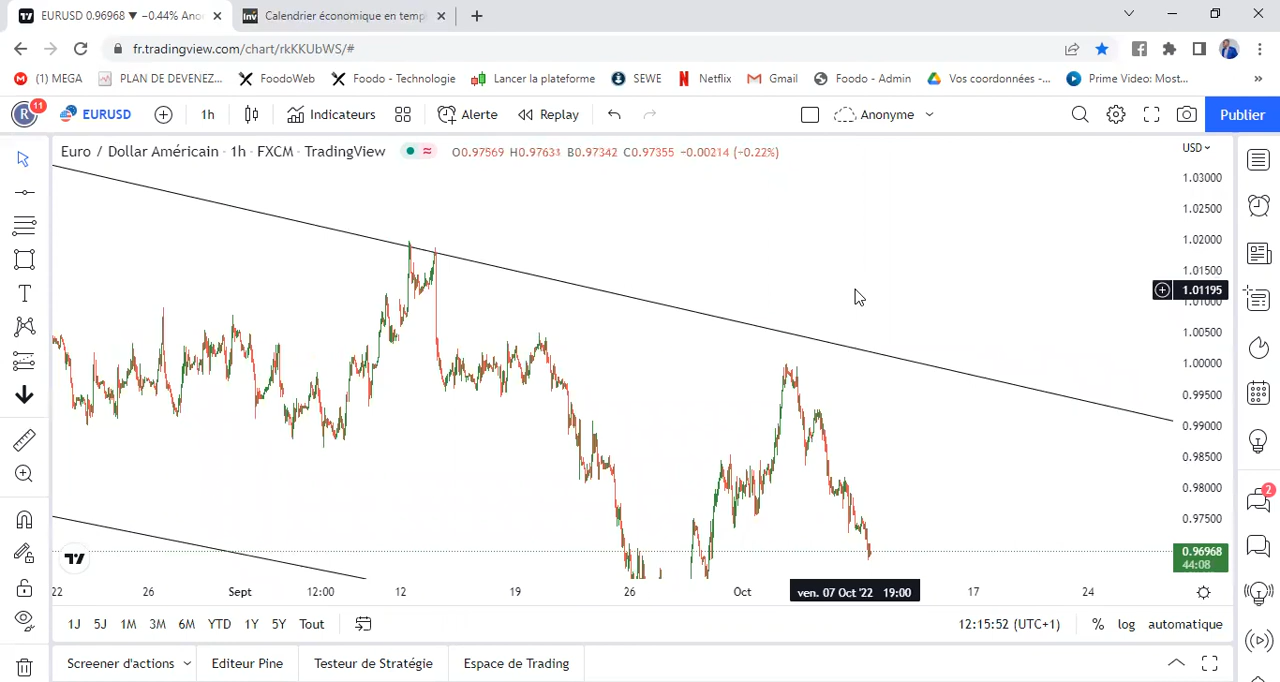 EURUSD 0.96968 ▼ −0.44% Ano
Calendrier économique en temp
fr.tradingview.com/chart/rkKKUbWS/#
(1) MEGA PLAN DE DEVENEZ... FoodoWeb Foodo - Technologie Lancer la plateforme SEWE Netflix Gmail Foodo - Admin Vos coordonnées -... Prime Video: Most... »
R 11 EURUSD 1h Indicateurs Alerte Replay Anonyme Publier
Euro / Dollar Américain · 1h · FXCM · TradingView O0.97569 H0.97631 B0.97342 C0.97355 −0.00214 (−0.22%) USD
1.03000
1.02500
1.02000
1.01500
1.01195
1.01000
1.00500
1.00000
0.99500
0.99000
0.98500
0.98000
0.97500
0.96968
44:08
22 26 Sept 12:00 12 19 26 Oct ven. 07 Oct '22 19:00 17 24
1J 5J 1M 3M 6M YTD 1Y 5Y Tout 12:15:52 (UTC+1) % log automatique
Screener d'actions Editeur Pine Testeur de Stratégie Espace de Trading
2